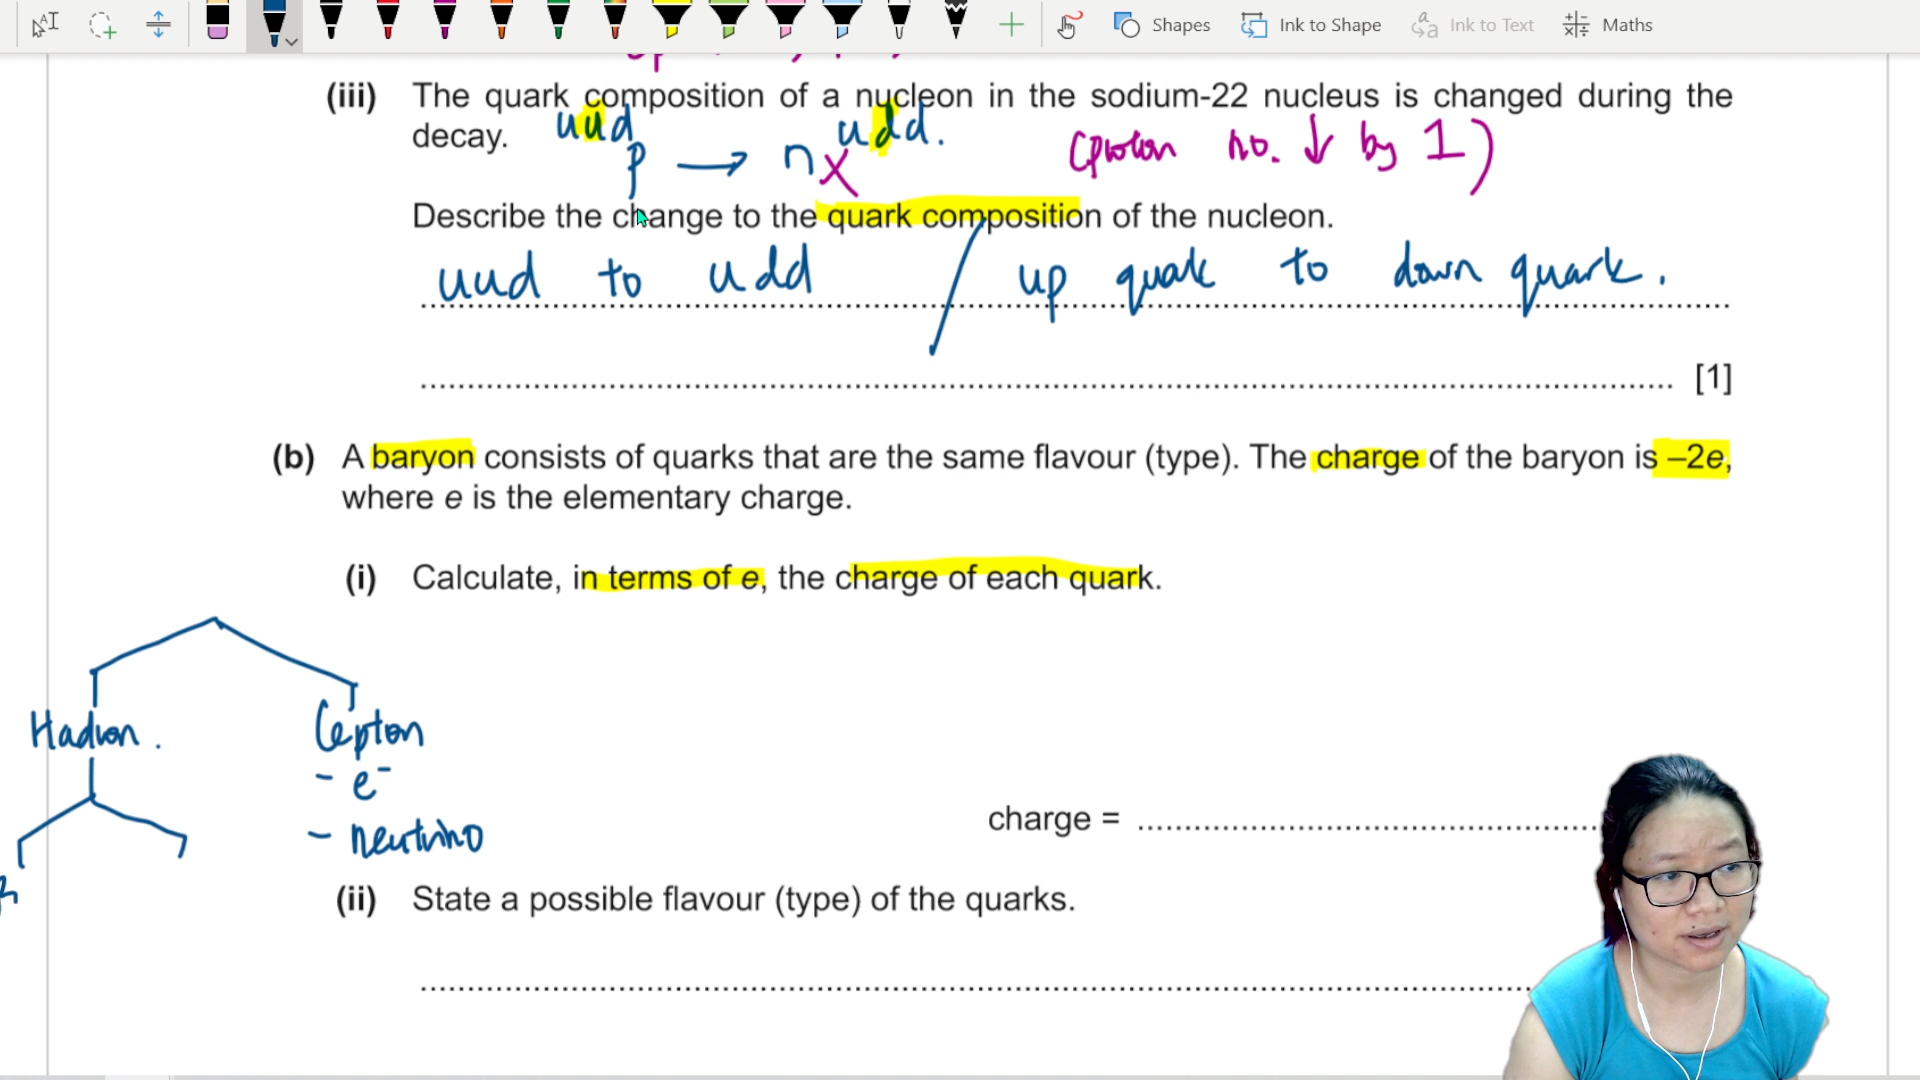 Shapes Ink to Shape Ink to Text Maths
(iii) The quark composition of a nucleon in the sodium-22 nucleus is changed during the
decay.
uud udd.
p → n (proton no. ↓ by 1)
Describe the change to the quark composition of the nucleon.
uud to udd / up quark to down quark.
[1]
(b) A baryon consists of quarks that are the same flavour (type). The charge of the baryon is –2e,
where e is the elementary charge.
(i) Calculate, in terms of e, the charge of each quark.
Hadron. Lepton
- e⁻
- neutrino
charge =
(ii) State a possible flavour (type) of the quarks.